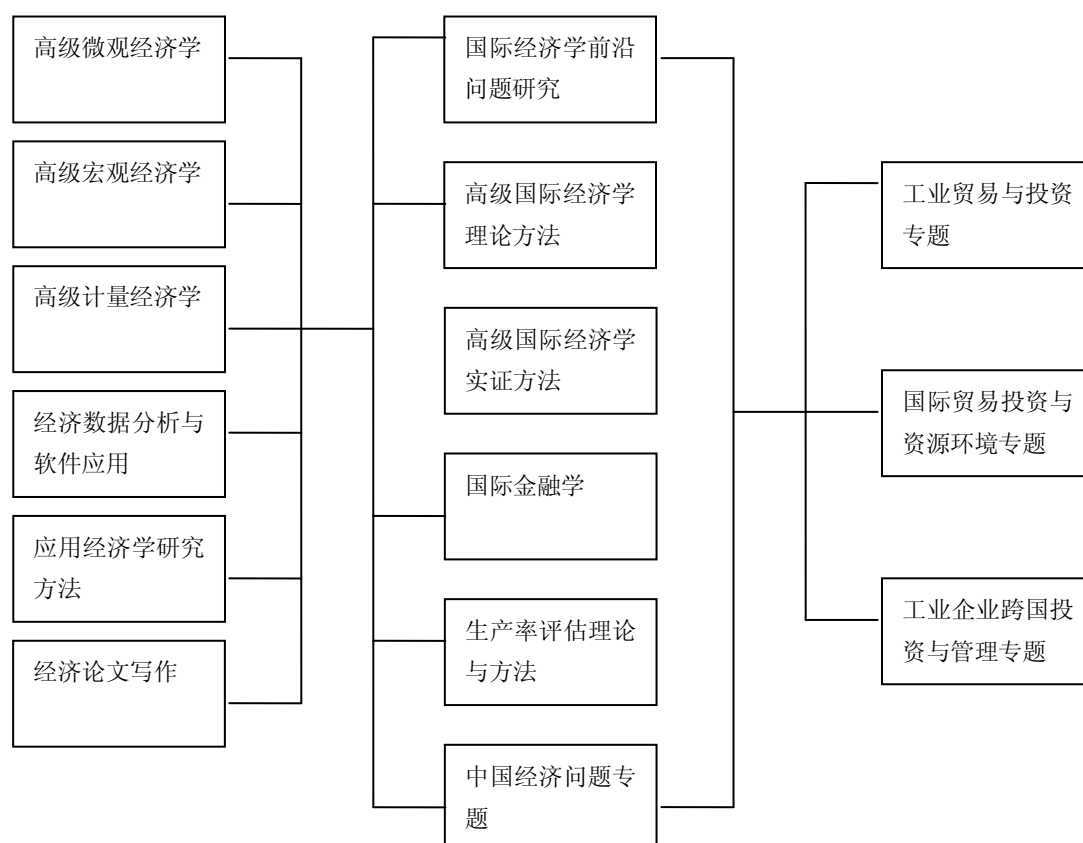 高级微观经济学
高级宏观经济学
高级计量经济学
经济数据分析与
软件应用
应用经济学研究
方法
经济论文写作
国际经济学前沿
问题研究
高级国际经济学
理论方法
高级国际经济学
实证方法
国际金融学
生产率评估理论
与方法
中国经济问题专
题
工业贸易与投资
专题
国际贸易投资与
资源环境专题
工业企业跨国投
资与管理专题